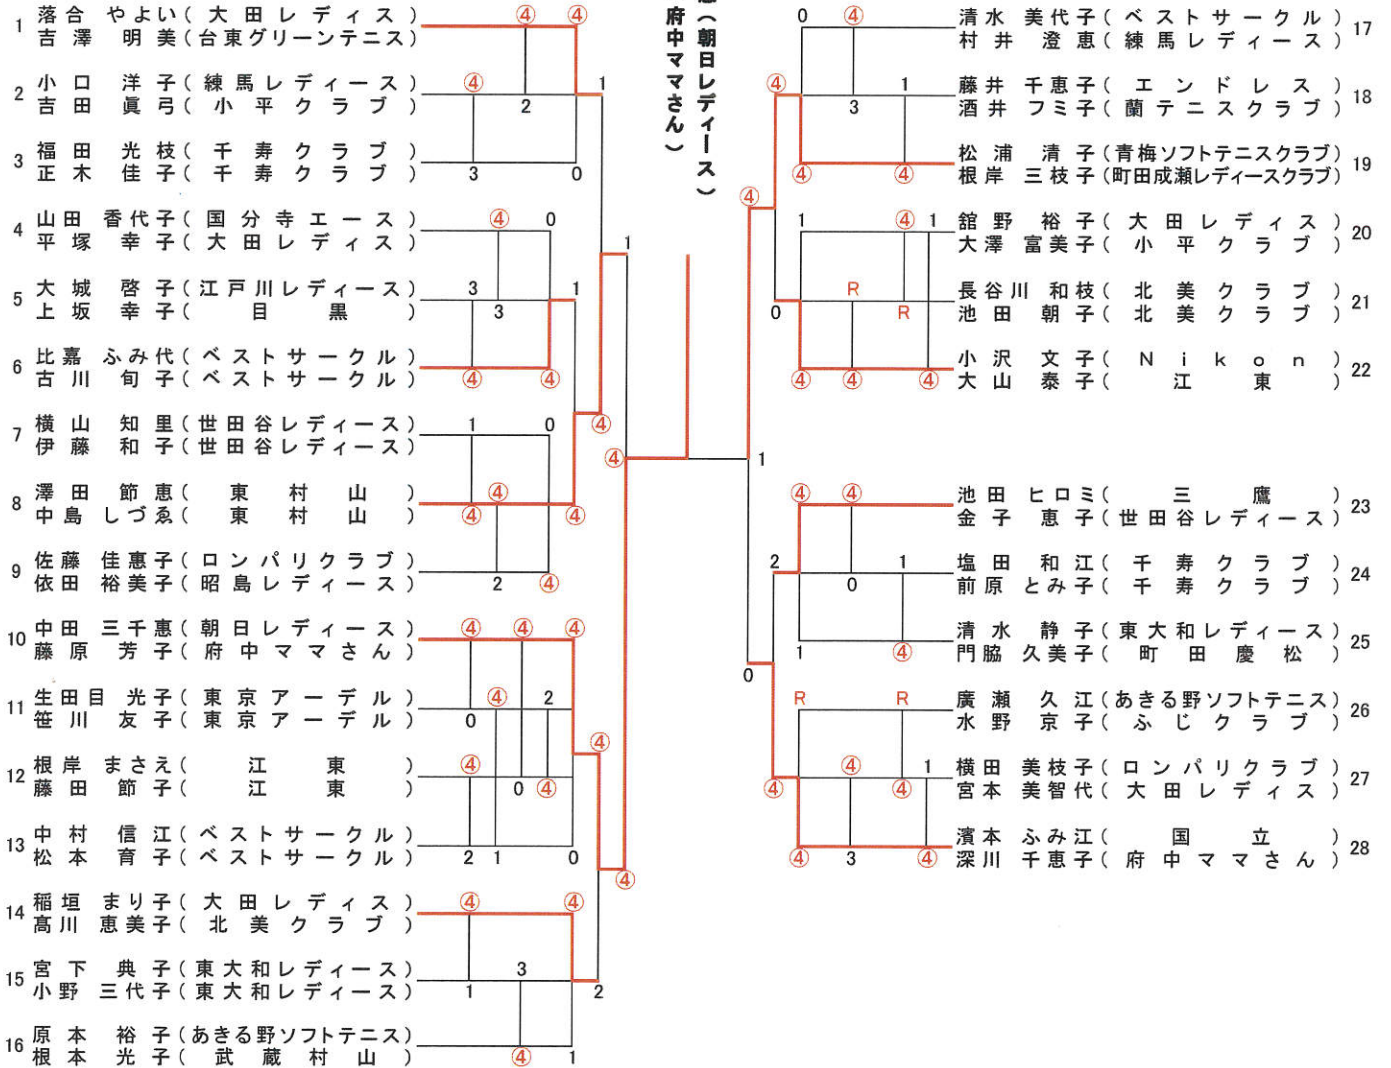 1 落合 やよい ( 大田レディス )
吉澤 明美 (台東グリーンテニス)
2 小口 洋子 (練馬レディース)
吉田 眞弓 ( 小平クラブ )
3 福田 光枝 ( 千寿クラブ )
正木 佳子 ( 千寿クラブ )
4 山田 香代子 ( 国分寺エース )
平塚 幸子 ( 大田レディス )
5 大城 啓子 (江戸川レディース)
上坂 幸子 ( 目黒 )
6 比嘉 ふみ代 (ベストサークル)
古川 旬子 (ベストサークル)
7 横山 知里 (世田谷レディース)
伊藤 和子 (世田谷レディース)
8 澤田 節恵 ( 東村山 )
中島 しづゑ ( 東村山 )
9 佐藤 佳惠子 ( ロンパリクラブ )
依田 裕美子 ( 昭島レディース )
10 中田 三千惠 ( 朝日レディース )
藤原 芳子 ( 府中ママさん )
11 生田目 光子 ( 東京アーデル )
笹川 友子 ( 東京アーデル )
12 根岸 まさえ ( 江東 )
藤田 節子 ( 江東 )
13 中村 信江 (ベストサークル)
松本 育子 (ベストサークル)
14 稲垣 まり子 ( 大田レディス )
髙川 恵美子 ( 北美クラブ )
15 宮下 典子 (東大和レディース)
小野 三代子 (東大和レディース)
16 原本 裕子 (あきる野ソフトテニス)
根本 光子 ( 武蔵村山 )
(朝日レディース)
府中ママさん)
清水 美代子 (ベストサークル) 17
村井 澄恵 (練馬レディース)
藤井 千恵子 ( エンドレス ) 18
酒井 フミ子 (蘭テニスクラブ)
松浦 清子 (青梅ソフトテニスクラブ) 19
根岸 三枝子 (町田成瀬レディースクラブ)
舘野 裕子 ( 大田レディス ) 20
大澤 富美子 ( 小平クラブ )
長谷川 和枝 ( 北美クラブ ) 21
池田 朝子 ( 北美クラブ )
小沢 文子 ( Nikon ) 22
大山 泰子 ( 江東 )
池田 ヒロミ ( 三鷹 ) 23
金子 恵子 (世田谷レディース)
塩田 和江 ( 千寿クラブ ) 24
前原 とみ子 ( 千寿クラブ )
清水 静子 (東大和レディース) 25
門脇 久美子 ( 町田慶松 )
廣瀬 久江 (あきる野ソフトテニス) 26
水野 京子 ( ふじクラブ )
横田 美枝子 ( ロンパリクラブ ) 27
宮本 美智代 ( 大田レディス )
濱本 ふみ江 ( 国立 ) 28
深川 千恵子 ( 府中ママさん )